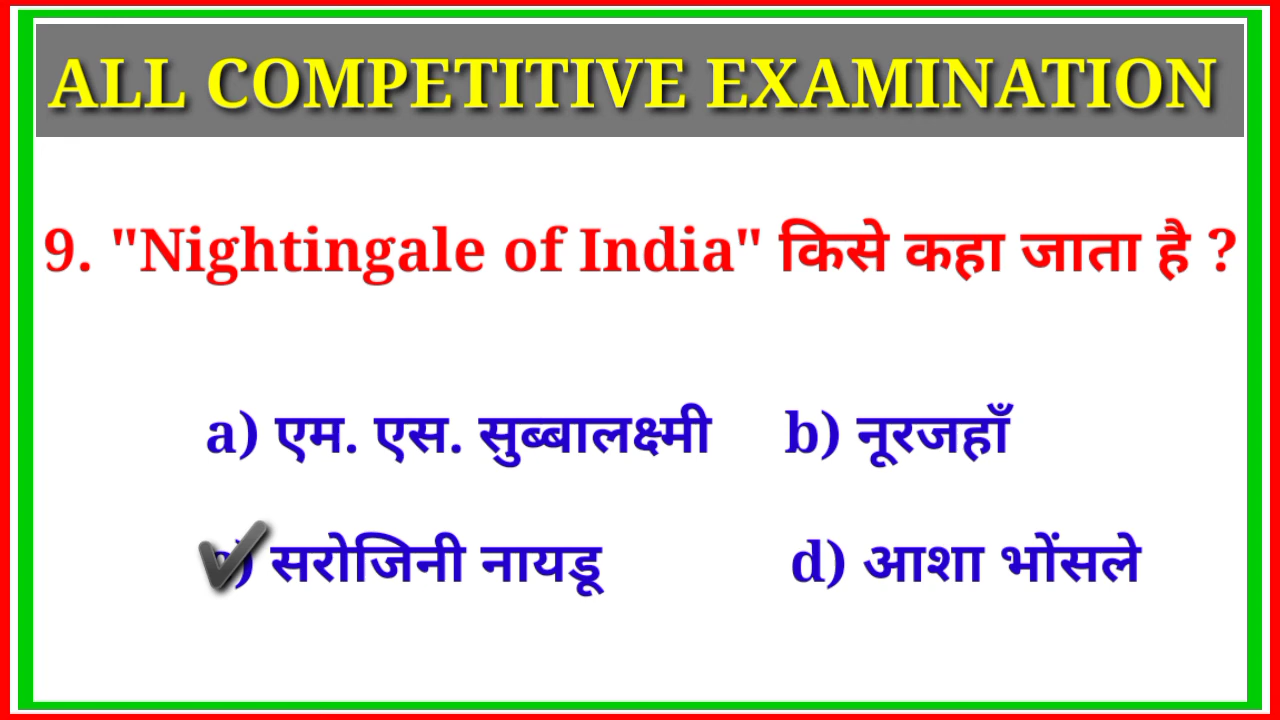 ALL COMPETITIVE EXAMINATION
9. "Nightingale of India" किसे कहा जाता है ?
a) एम. एस. सुब्बालक्ष्मी b) नूरजहाँ
c) सरोजिनी नायडू d) आशा भोंसले